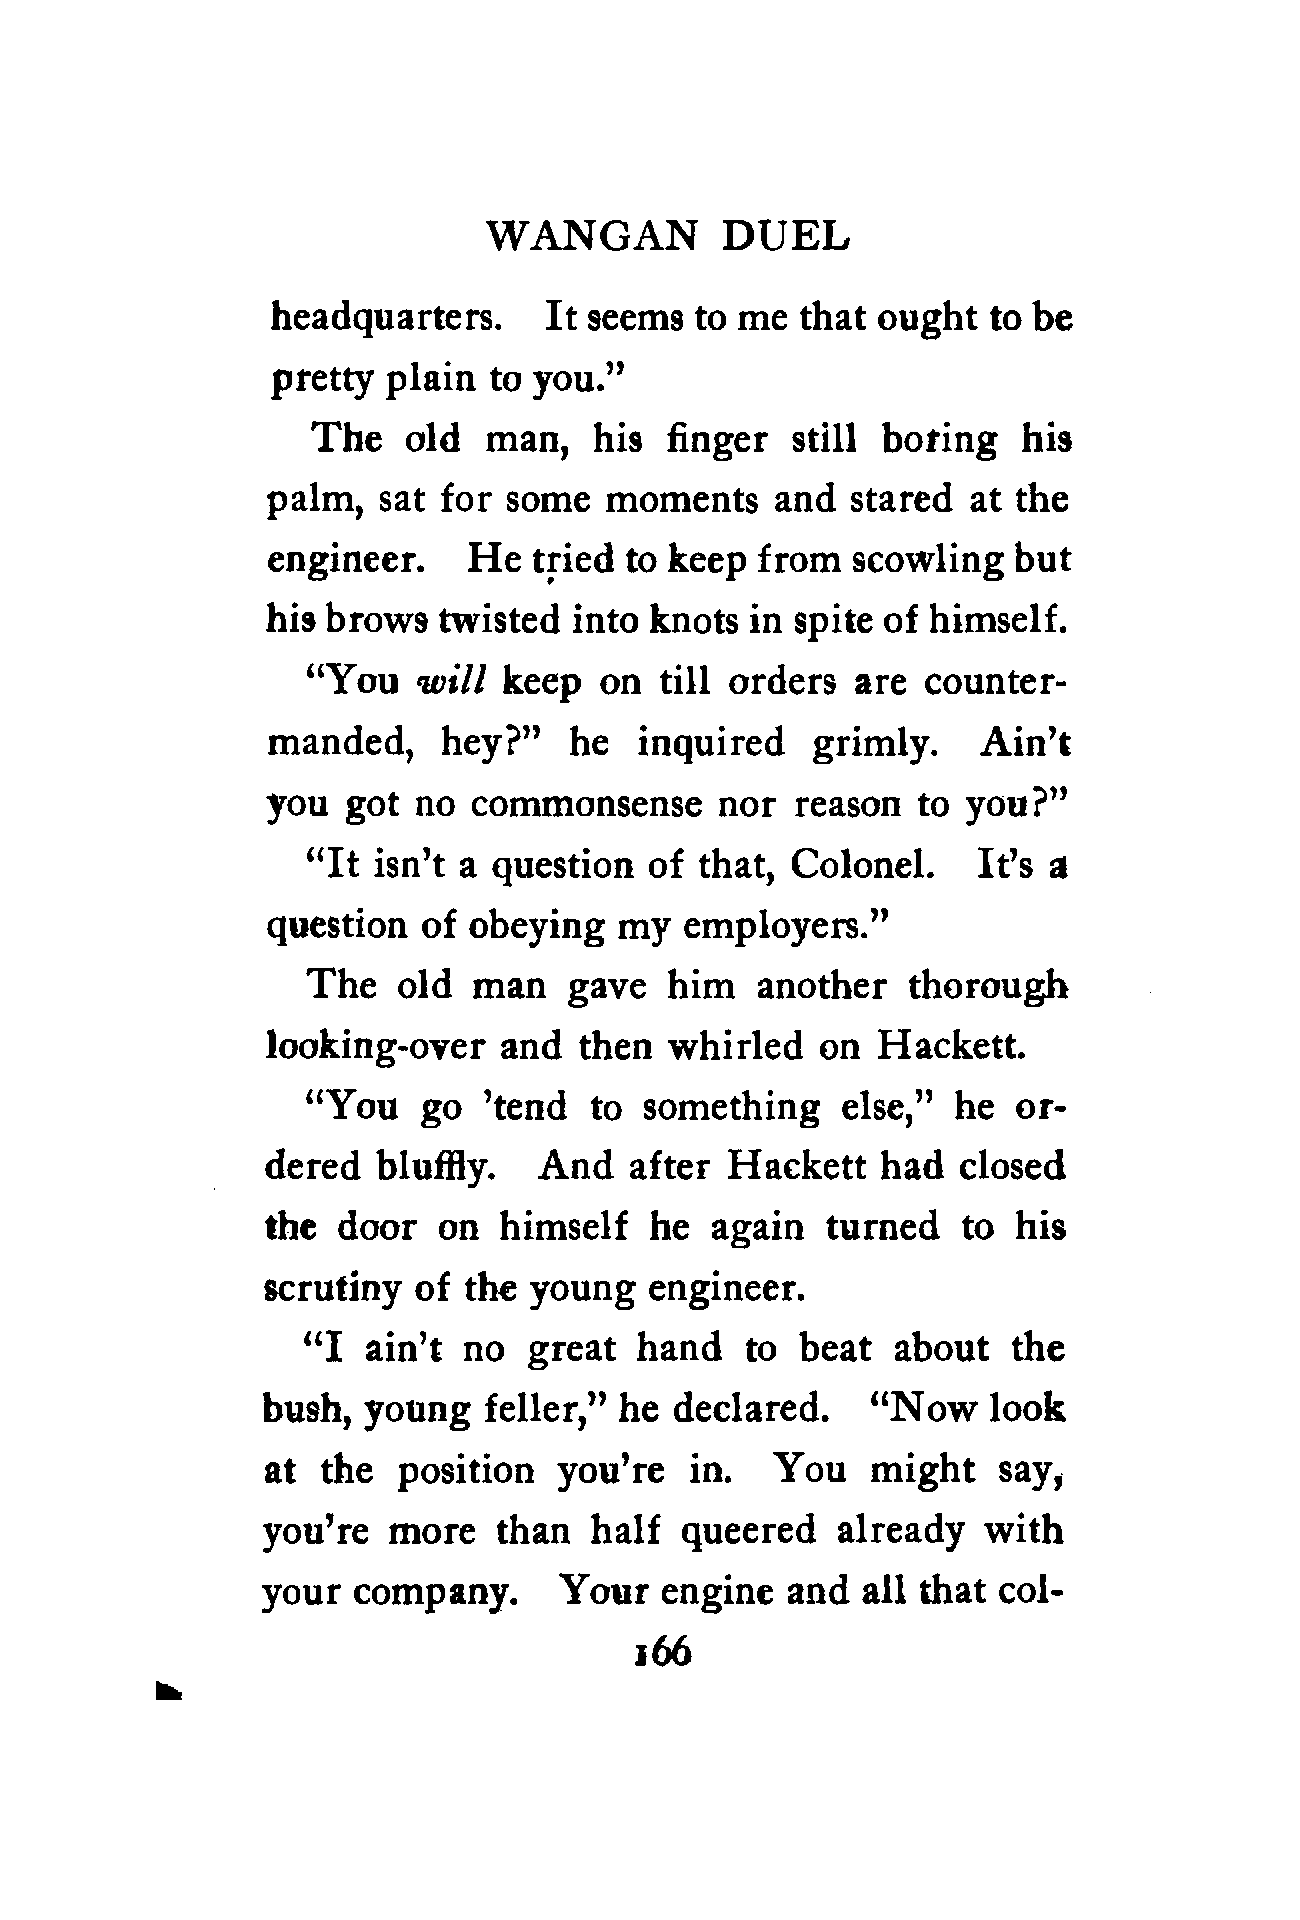 WANGAN DUEL
headquarters. It seems to me that ought to be
pretty plain to you.”
The old man, his finger still boring his
palm, sat for some moments and stared at the
engineer. He tried to keep from scowling but
his brows twisted into knots in spite of himself.
“You will keep on till orders are counter-
manded, hey?” he inquired grimly. Ain’t
you got no commonsense nor reason to you?”
“It isn’t a question of that, Colonel. It’s a
question of obeying my employers.”
The old man gave him another thorough
looking-over and then whirled on Hackett.
“You go ’tend to something else,” he or-
dered bluffly. And after Hackett had closed
the door on himself he again turned to his
scrutiny of the young engineer.
“I ain’t no great hand to beat about the
bush, young feller,” he declared. “Now look
at the position you’re in. You might say,
you’re more than half queered already with
your company. Your engine and all that col-
166